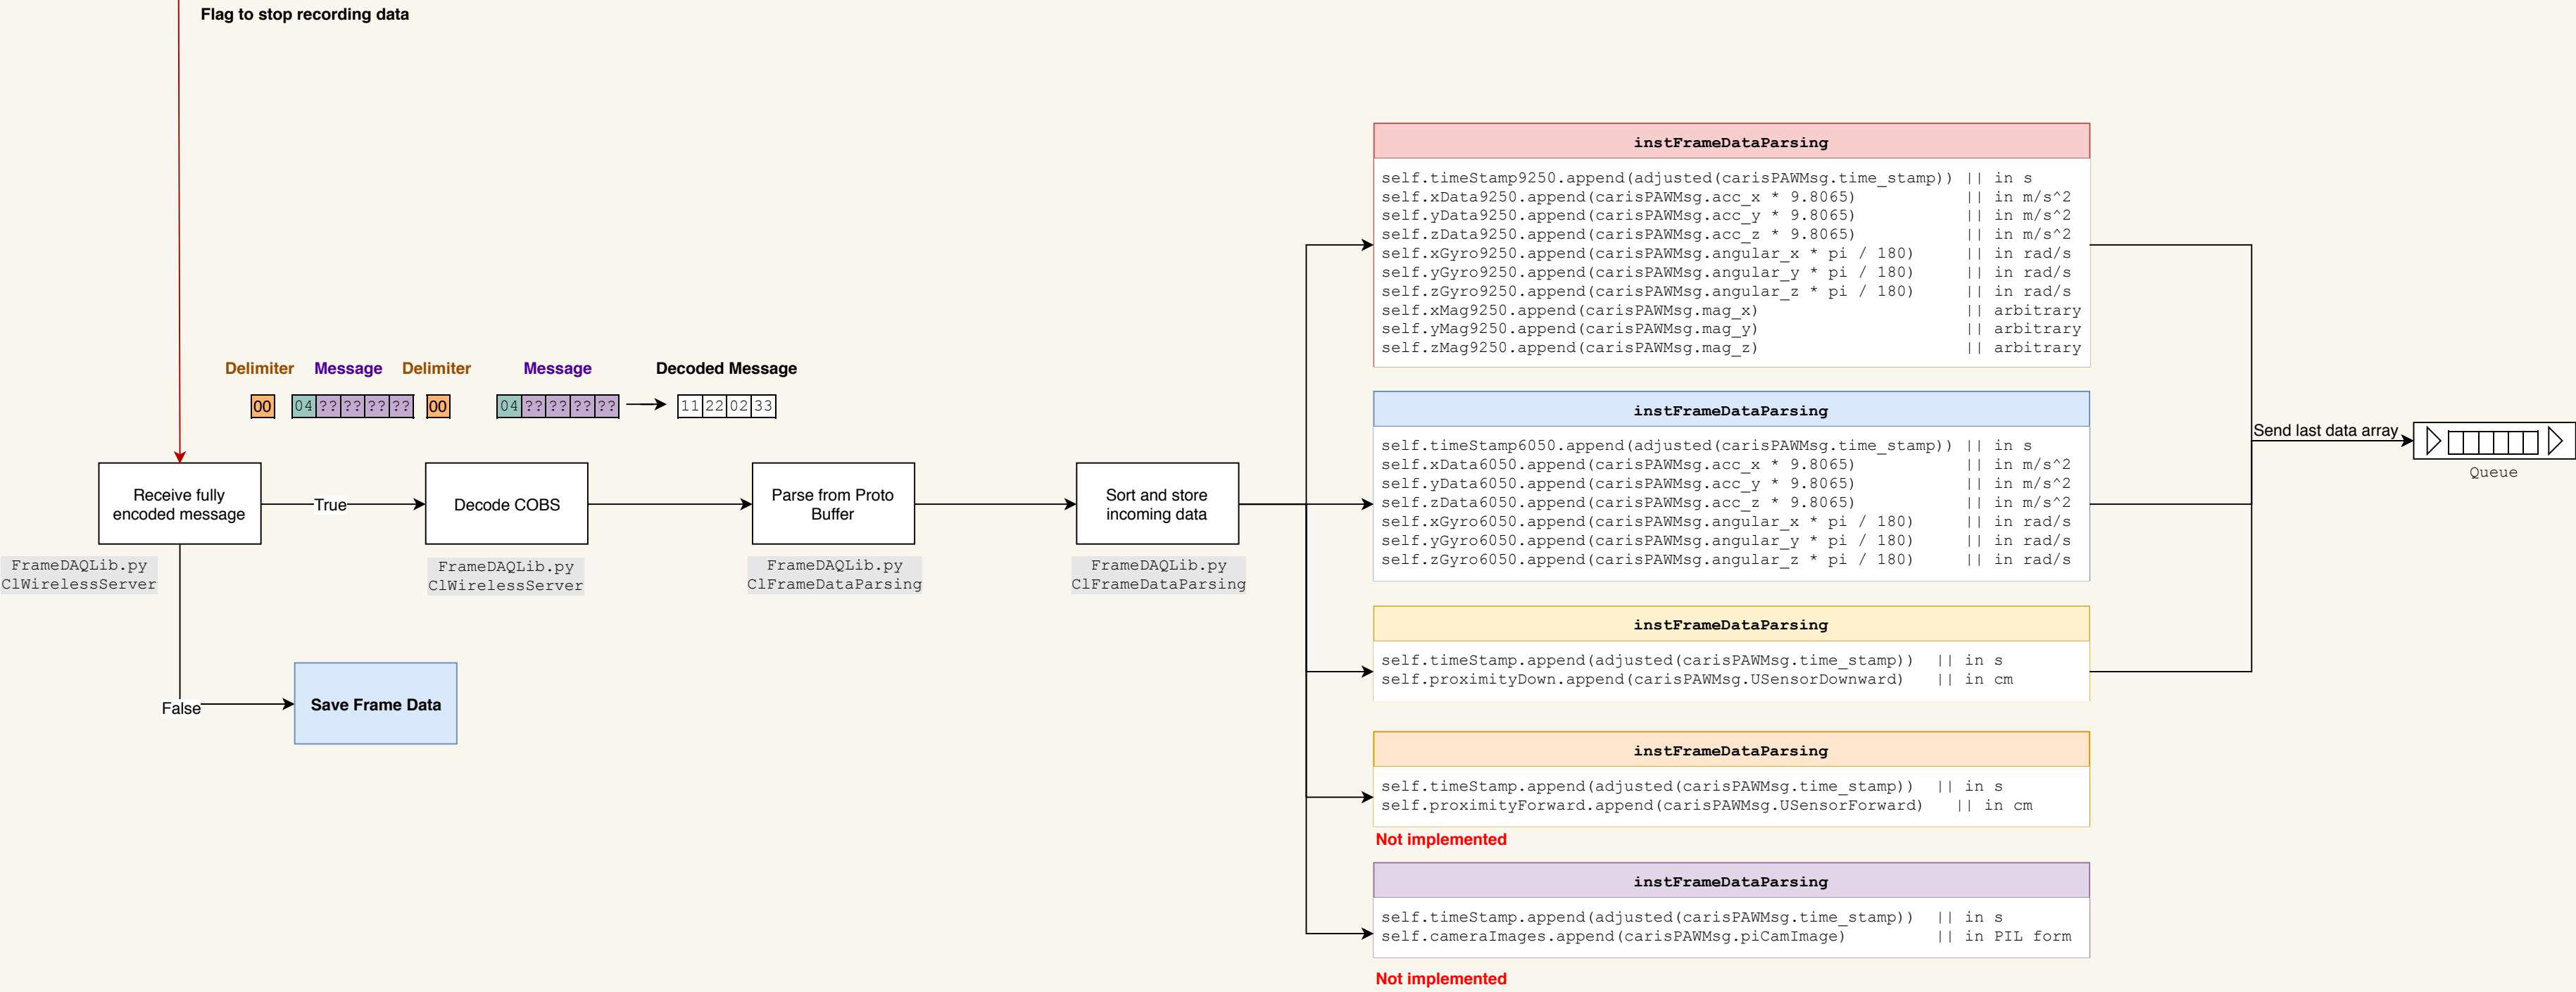 Flag to stop recording data
Delimiter Message Delimiter Message Decoded Message
00 04 ?? ?? ?? ?? 00 04 ?? ?? ?? ?? 11 22 02 33
Receive fully
encoded message
True
Decode COBS
Parse from Proto
Buffer
Sort and store
incoming data
FrameDAQLib.py
ClWirelessServer
FrameDAQLib.py
ClWirelessServer
FrameDAQLib.py
ClFrameDataParsing
FrameDAQLib.py
ClFrameDataParsing
False
Save Frame Data
instFrameDataParsing
self.timeStamp9250.append(adjusted(carisPAWMsg.time_stamp)) || in s
self.xData9250.append(carisPAWMsg.acc_x * 9.8065) || in m/s^2
self.yData9250.append(carisPAWMsg.acc_y * 9.8065) || in m/s^2
self.zData9250.append(carisPAWMsg.acc_z * 9.8065) || in m/s^2
self.xGyro9250.append(carisPAWMsg.angular_x * pi / 180) || in rad/s
self.yGyro9250.append(carisPAWMsg.angular_y * pi / 180) || in rad/s
self.zGyro9250.append(carisPAWMsg.angular_z * pi / 180) || in rad/s
self.xMag9250.append(carisPAWMsg.mag_x) || arbitrary
self.yMag9250.append(carisPAWMsg.mag_y) || arbitrary
self.zMag9250.append(carisPAWMsg.mag_z) || arbitrary
instFrameDataParsing
self.timeStamp6050.append(adjusted(carisPAWMsg.time_stamp)) || in s
self.xData6050.append(carisPAWMsg.acc_x * 9.8065) || in m/s^2
self.yData6050.append(carisPAWMsg.acc_y * 9.8065) || in m/s^2
self.zData6050.append(carisPAWMsg.acc_z * 9.8065) || in m/s^2
self.xGyro6050.append(carisPAWMsg.angular_x * pi / 180) || in rad/s
self.yGyro6050.append(carisPAWMsg.angular_y * pi / 180) || in rad/s
self.zGyro6050.append(carisPAWMsg.angular_z * pi / 180) || in rad/s
instFrameDataParsing
self.timeStamp.append(adjusted(carisPAWMsg.time_stamp)) || in s
self.proximityDown.append(carisPAWMsg.USensorDownward) || in cm
instFrameDataParsing
self.timeStamp.append(adjusted(carisPAWMsg.time_stamp)) || in s
self.proximityForward.append(carisPAWMsg.USensorForward) || in cm
Not implemented
instFrameDataParsing
self.timeStamp.append(adjusted(carisPAWMsg.time_stamp)) || in s
self.cameraImages.append(carisPAWMsg.piCamImage) || in PIL form
Not implemented
Send last data array
Queue